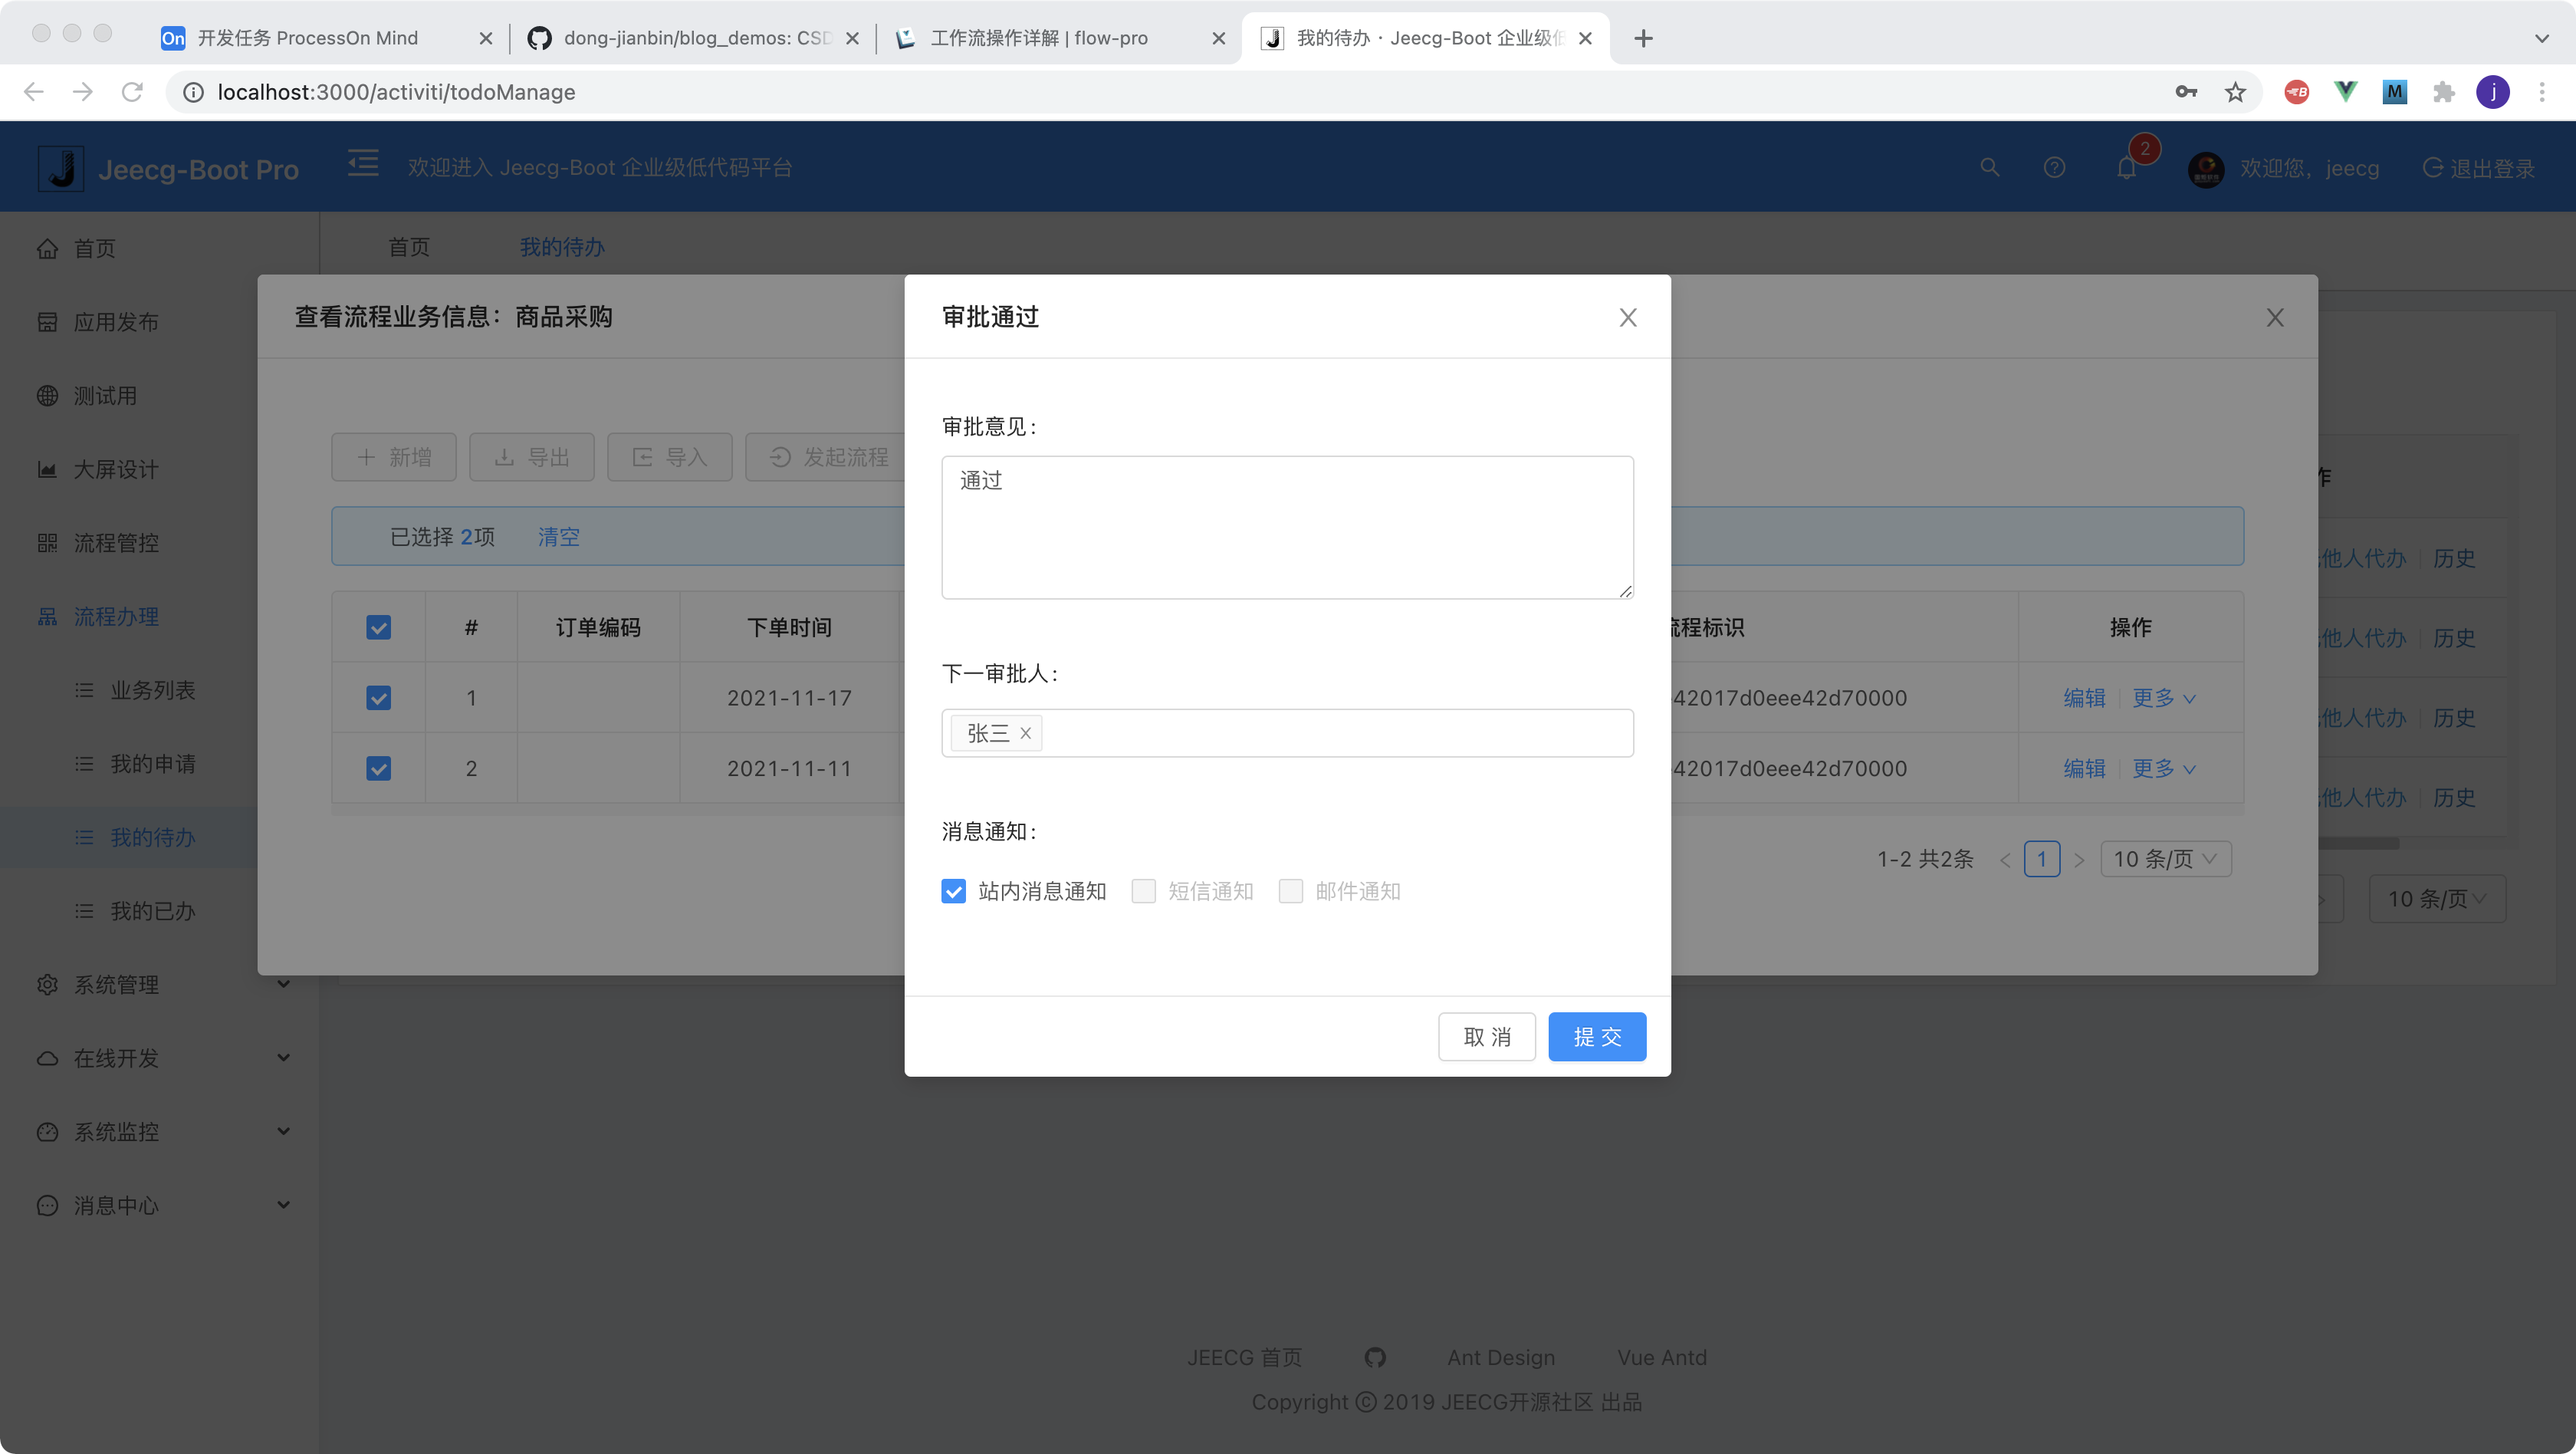 开发任务 ProcessOn Mind
dong-jianbin/blog_demos: CSD
工作流操作详解 | flow-pro
我的待办 · Jeecg-Boot 企业级低
localhost:3000/activiti/todoManage
Jeecg-Boot Pro
欢迎进入 Jeecg-Boot 企业级低代码平台
2
欢迎您，jeecg
退出登录
首页
应用发布
测试用
大屏设计
流程管控
流程办理
业务列表
我的申请
我的待办
我的已办
系统管理
在线开发
系统监控
消息中心
首页 我的待办
查看流程业务信息：商品采购
新增 导出 导入 发起流程
已选择 2项 清空
# 订单编码 下单时间 流程标识 操作
1 2021-11-17 42017d0eee42d70000 编辑 更多
2 2021-11-11 42017d0eee42d70000 编辑 更多
1-2 共2条 < 1 > 10 条/页
作
他人代办 历史
他人代办 历史
他人代办 历史
他人代办 历史
10 条/页
审批通过
审批意见:
通过
下一审批人:
张三
消息通知:
站内消息通知 短信通知 邮件通知
取 消 提 交
JEECG 首页 Ant Design Vue Antd
Copyright © 2019 JEECG开源社区 出品